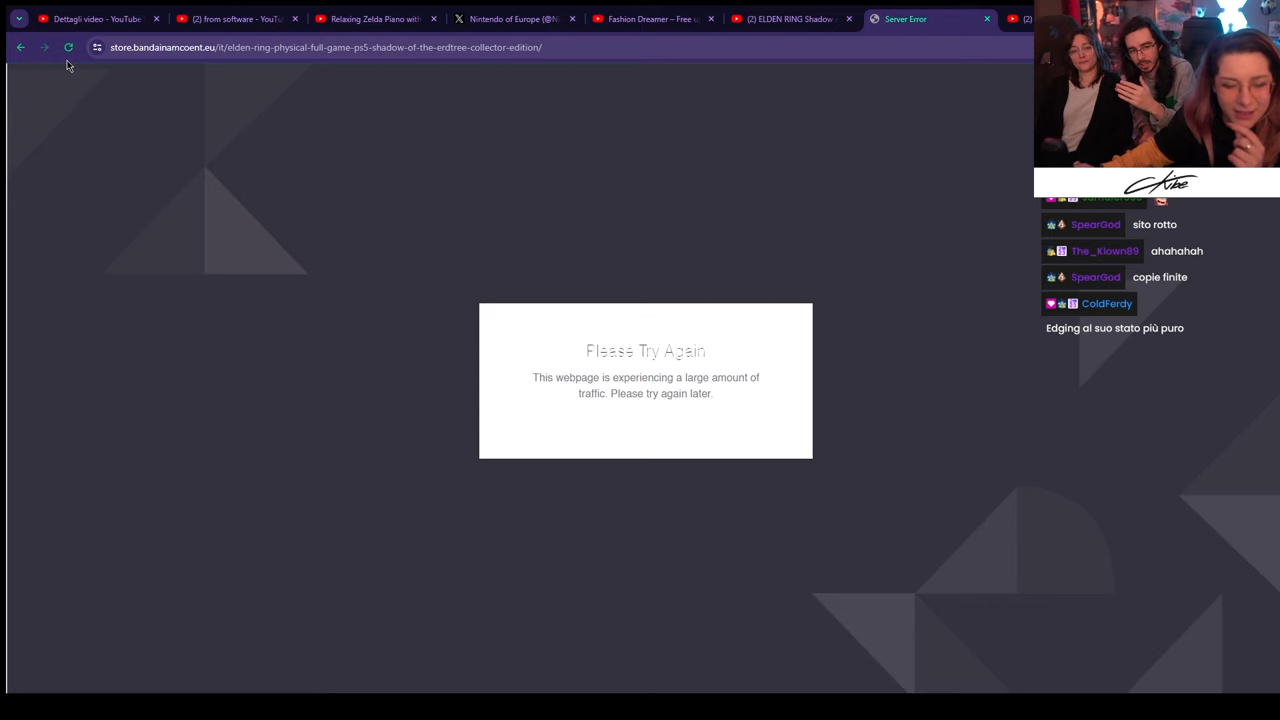 Dettagli video - YouTube
(2) from software - YouTu
Relaxing Zelda Piano with
Nintendo of Europe (@Ni
Fashion Dreamer – Free u
(2) ELDEN RING Shadow
Server Error
(2)
store.bandainamcoent.eu/it/elden-ring-physical-full-game-ps5-shadow-of-the-erdtree-collector-edition/
Kibe
SpearGod sito rotto
The_Klown89 ahahahah
SpearGod copie finite
ColdFerdy
Edging al suo stato più puro
Please Try Again
This webpage is experiencing a large amount of
traffic. Please try again later.